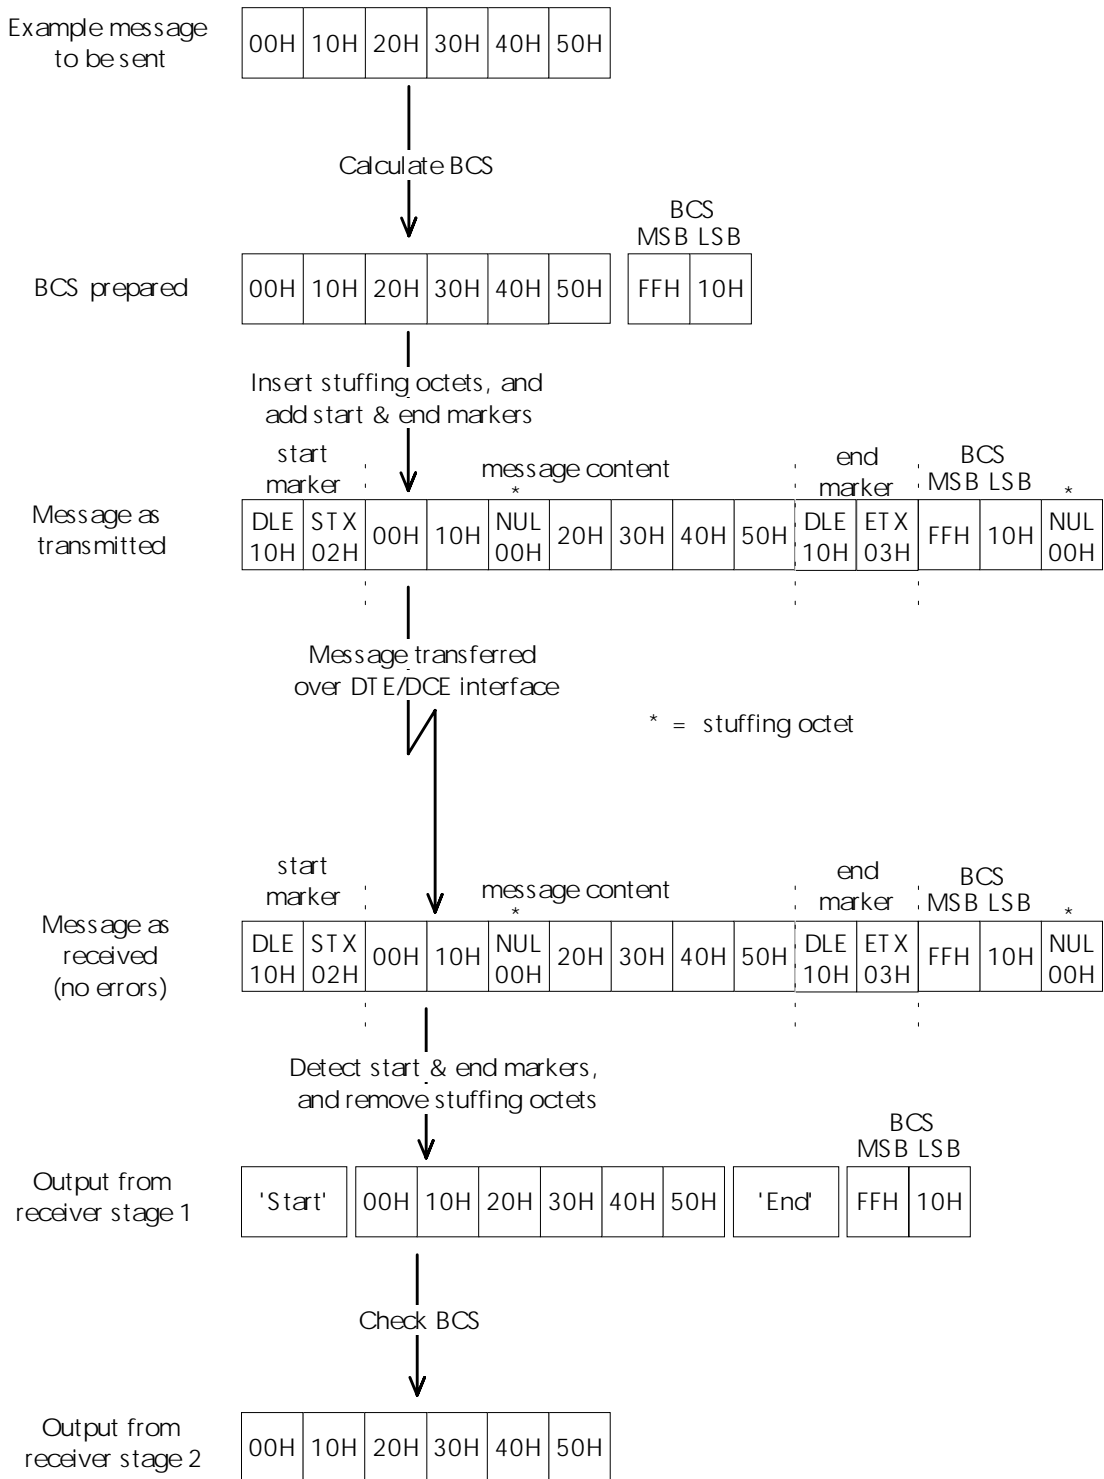 Example message
to be sent
00H 10H 20H 30H 40H 50H
Calculate BCS
BCS
MSB LSB
BCS prepared
00H 10H 20H 30H 40H 50H FFH 10H
Insert stuffing octets, and
add start & end markers
start
marker
message content
end
marker
BCS
MSB LSB
* *
Message as
transmitted
DLE 10H STX 02H 00H 10H NUL 00H 20H 30H 40H 50H DLE 10H ETX 03H FFH 10H NUL 00H
Message transferred
over DTE/DCE interface
* = stuffing octet
start
marker
message content
end
marker
BCS
MSB LSB
* *
Message as
received
(no errors)
DLE 10H STX 02H 00H 10H NUL 00H 20H 30H 40H 50H DLE 10H ETX 03H FFH 10H NUL 00H
Detect start & end markers,
and remove stuffing octets
BCS
MSB LSB
Output from
receiver stage 1
'Start' 00H 10H 20H 30H 40H 50H 'End' FFH 10H
Check BCS
Output from
receiver stage 2
00H 10H 20H 30H 40H 50H